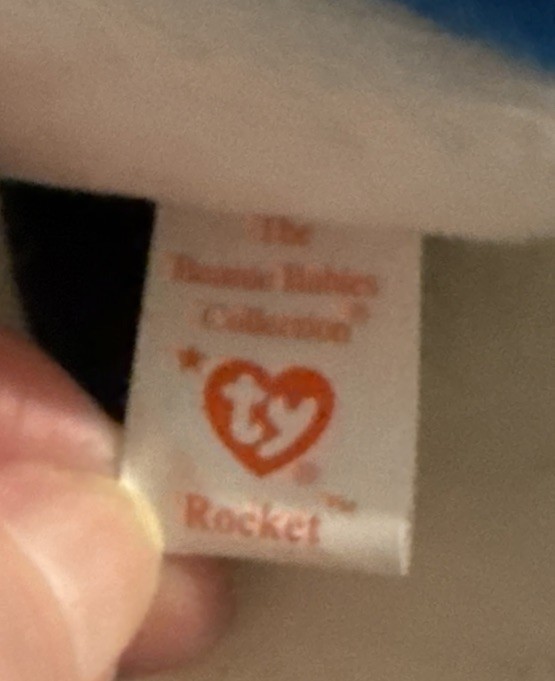 The
Beanie Babies
Collection®
ty®
Rocket™